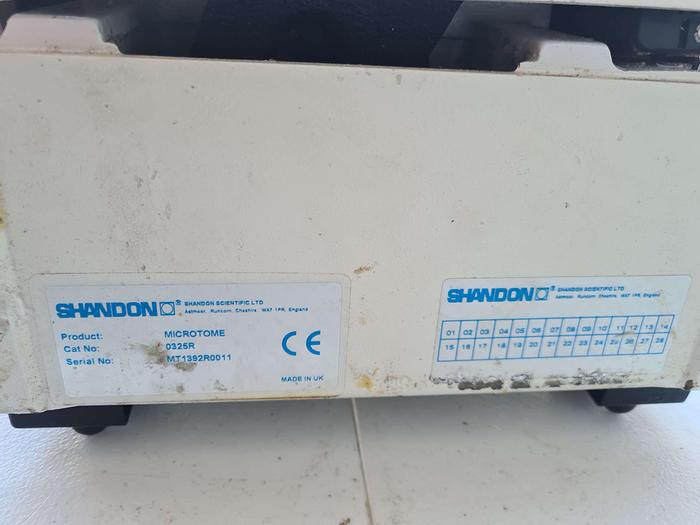 SHANDON ® SHANDON SCIENTIFIC LTD
Astmoor, Runcorn, Cheshire, WA7 1PR, England
Product: MICROTOME
Cat No: 0325R
Serial No: MT1392R0011
CE
MADE IN UK
SHANDON ® SHANDON SCIENTIFIC LTD
Astmoor, Runcorn, Cheshire, WA7 1PR, England
01 02 03 04 05 06 07 08 09 10 11 12 13 14
15 16 17 18 19 20 21 22 23 24 25 26 27 28